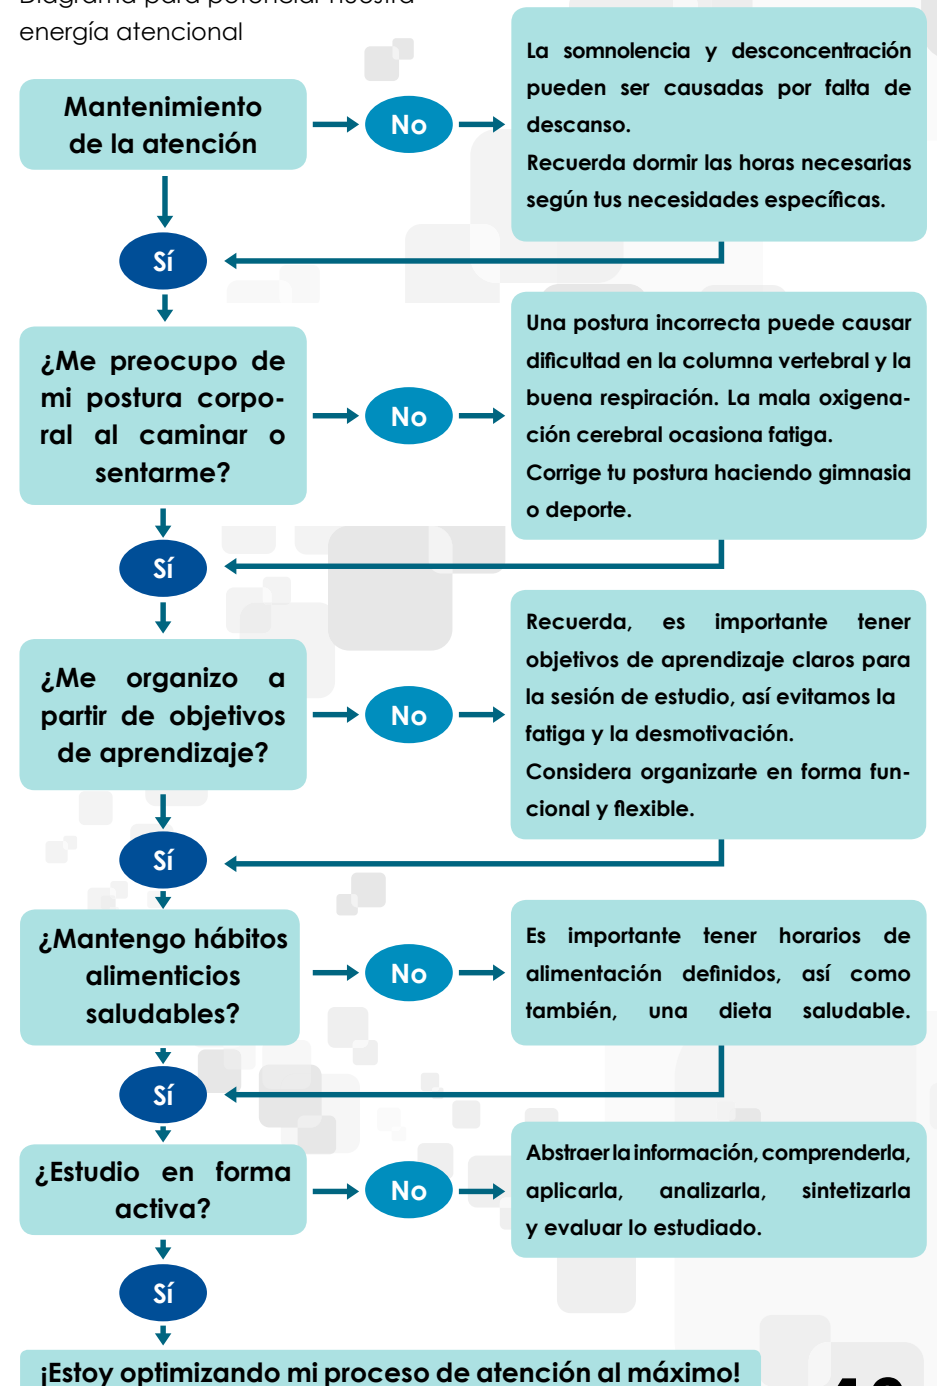 Diagrama para potenciar nuestra
energía atencional
Mantenimiento
de la atención
No
La somnolencia y desconcentración
pueden ser causadas por falta de
descanso.
Recuerda dormir las horas necesarias
según tus necesidades específicas.
Sí
¿Me preocupo de
mi postura corpo-
ral al caminar o
sentarme?
No
Una postura incorrecta puede causar
dificultad en la columna vertebral y la
buena respiración. La mala oxigena-
ción cerebral ocasiona fatiga.
Corrige tu postura haciendo gimnasia
o deporte.
Sí
¿Me organizo a
partir de objetivos
de aprendizaje?
No
Recuerda, es importante tener
objetivos de aprendizaje claros para
la sesión de estudio, así evitamos la
fatiga y la desmotivación.
Considera organizarte en forma fun-
cional y flexible.
Sí
¿Mantengo hábitos
alimenticios
saludables?
No
Es importante tener horarios de
alimentación definidos, así como
también, una dieta saludable.
Sí
¿Estudio en forma
activa?
No
Abstraer la información, comprenderla,
aplicarla, analizarla, sintetizarla
y evaluar lo estudiado.
Sí
¡Estoy optimizando mi proceso de atención al máximo!